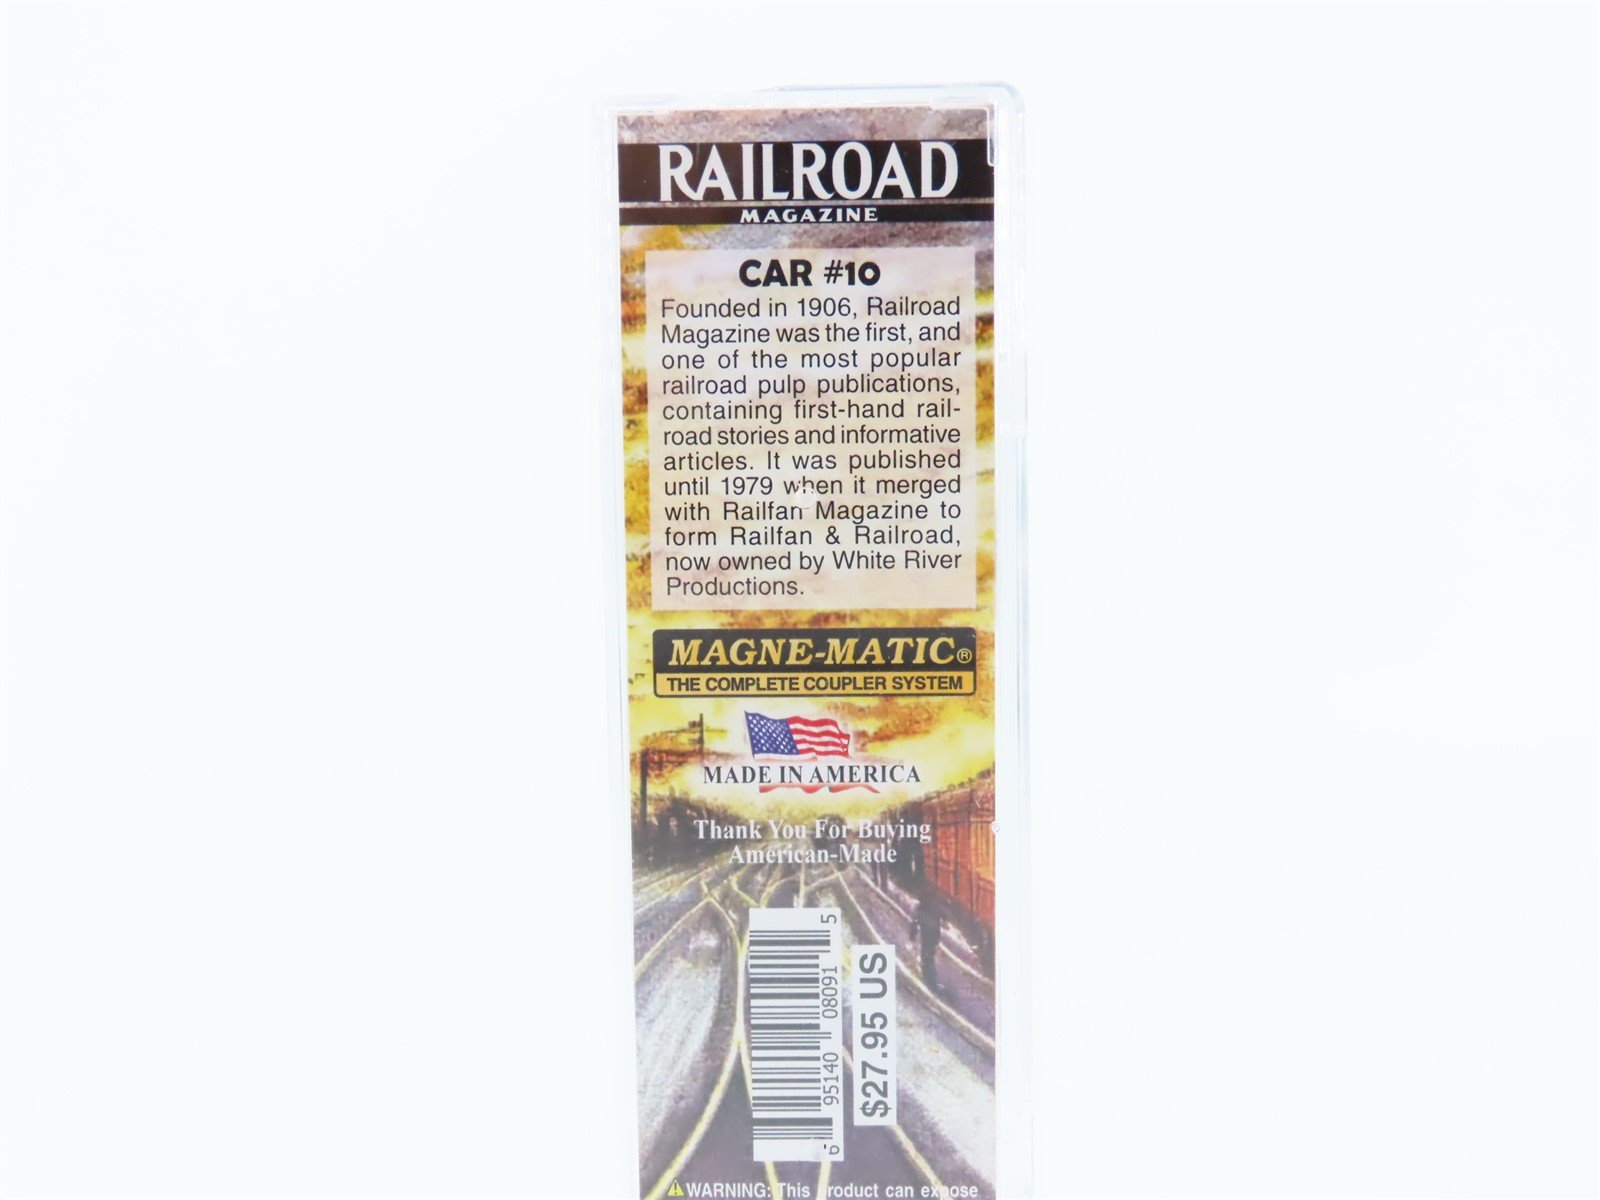 RAILROAD
MAGAZINE
CAR #10
Founded in 1906, Railroad
Magazine was the first, and
one of the most popular
railroad pulp publications,
containing first-hand rail-
road stories and informative
articles. It was published
until 1979 when it merged
with Railfan Magazine to
form Railfan & Railroad,
now owned by White River
Productions.
MAGNE-MATIC®
THE COMPLETE COUPLER SYSTEM
MADE IN AMERICA
Thank You For Buying
American-Made
6 95140 08091 5
$27.95 US
WARNING: This product can expose